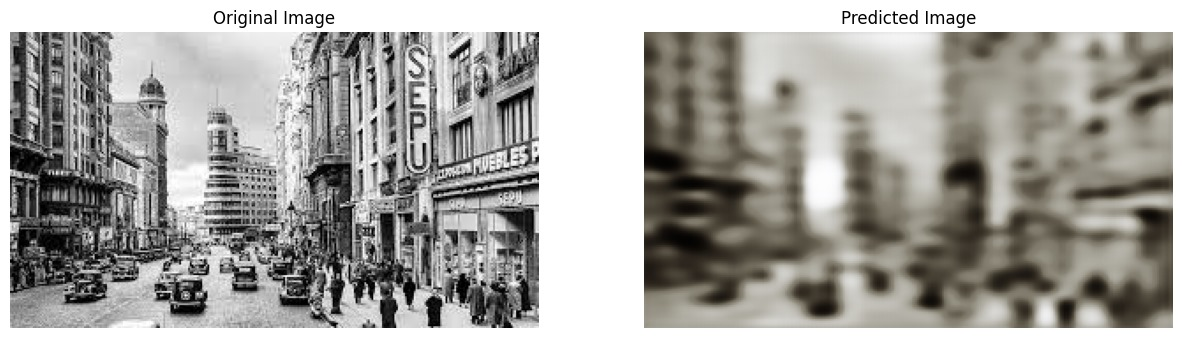 Original Image
Predicted Image
SEPU
MUEBLES
SEPU